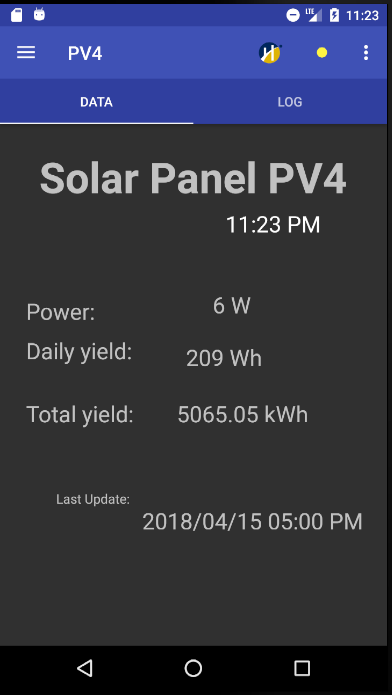 LTE 11:23
PV4
DATA LOG
Solar Panel PV4
11:23 PM
Power: 6 W
Daily yield: 209 Wh
Total yield: 5065.05 kWh
Last Update:
2018/04/15 05:00 PM